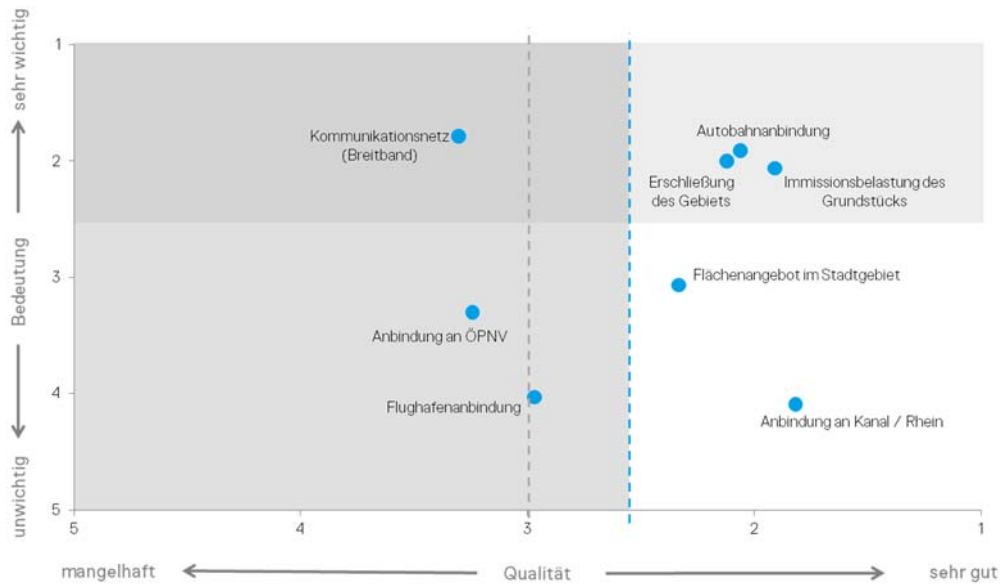 sehr wichtig
Bedeutung
unwichtig
1
2
3
4
5
Kommunikationsnetz
(Breitband)
Autobahnanbindung
Erschließung
des Gebiets
Immissionsbelastung des
Grundstücks
Flächenangebot im Stadtgebiet
Anbindung an ÖPNV
Flughafenanbindung
Anbindung an Kanal / Rhein
5
4
3
2
1
mangelhaft
Qualität
sehr gut